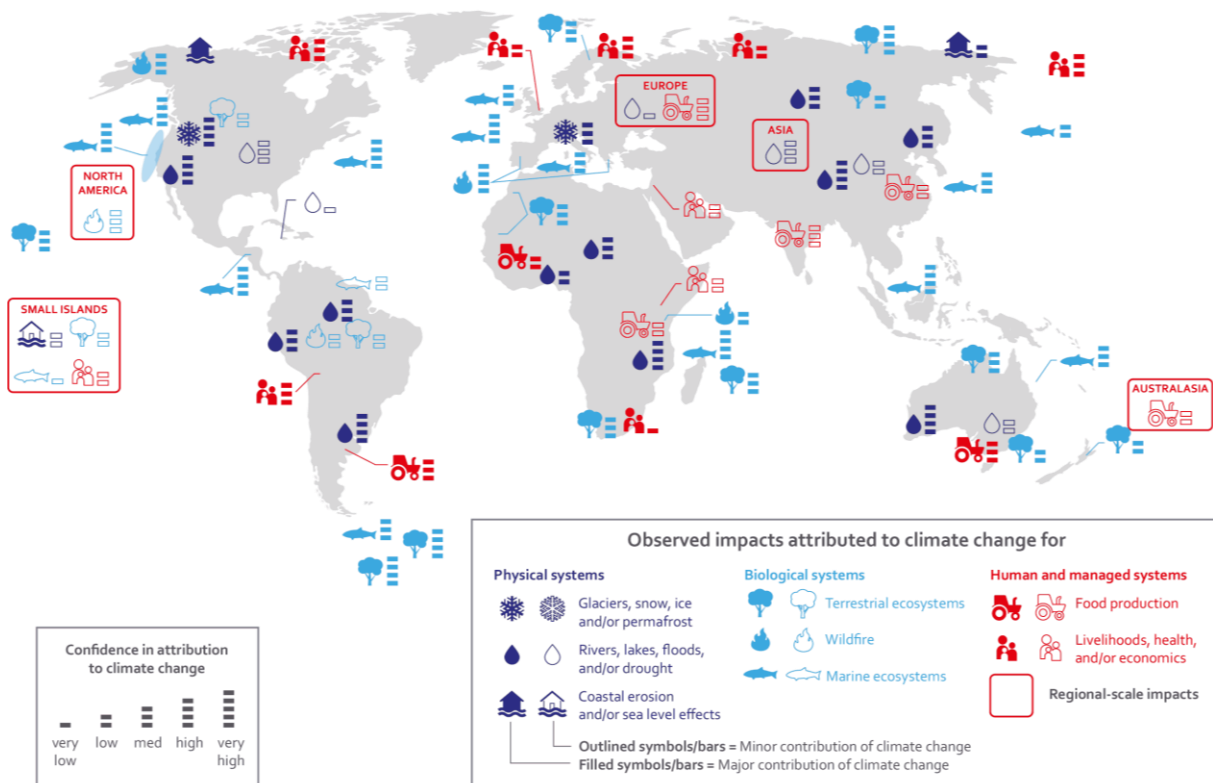 EUROPE
ASIA
NORTH
AMERICA
SMALL ISLANDS
AUSTRALASIA
Observed impacts attributed to climate change for
Physical systems
Glaciers, snow, ice
and/or permafrost
Rivers, lakes, floods,
and/or drought
Coastal erosion
and/or sea level effects
Biological systems
Terrestrial ecosystems
Wildfire
Marine ecosystems
Human and managed systems
Food production
Livelihoods, health,
and/or economics
Regional-scale impacts
Outlined symbols/bars = Minor contribution of climate change
Filled symbols/bars = Major contribution of climate change
Confidence in attribution
to climate change
very
low
low
med
high
very
high